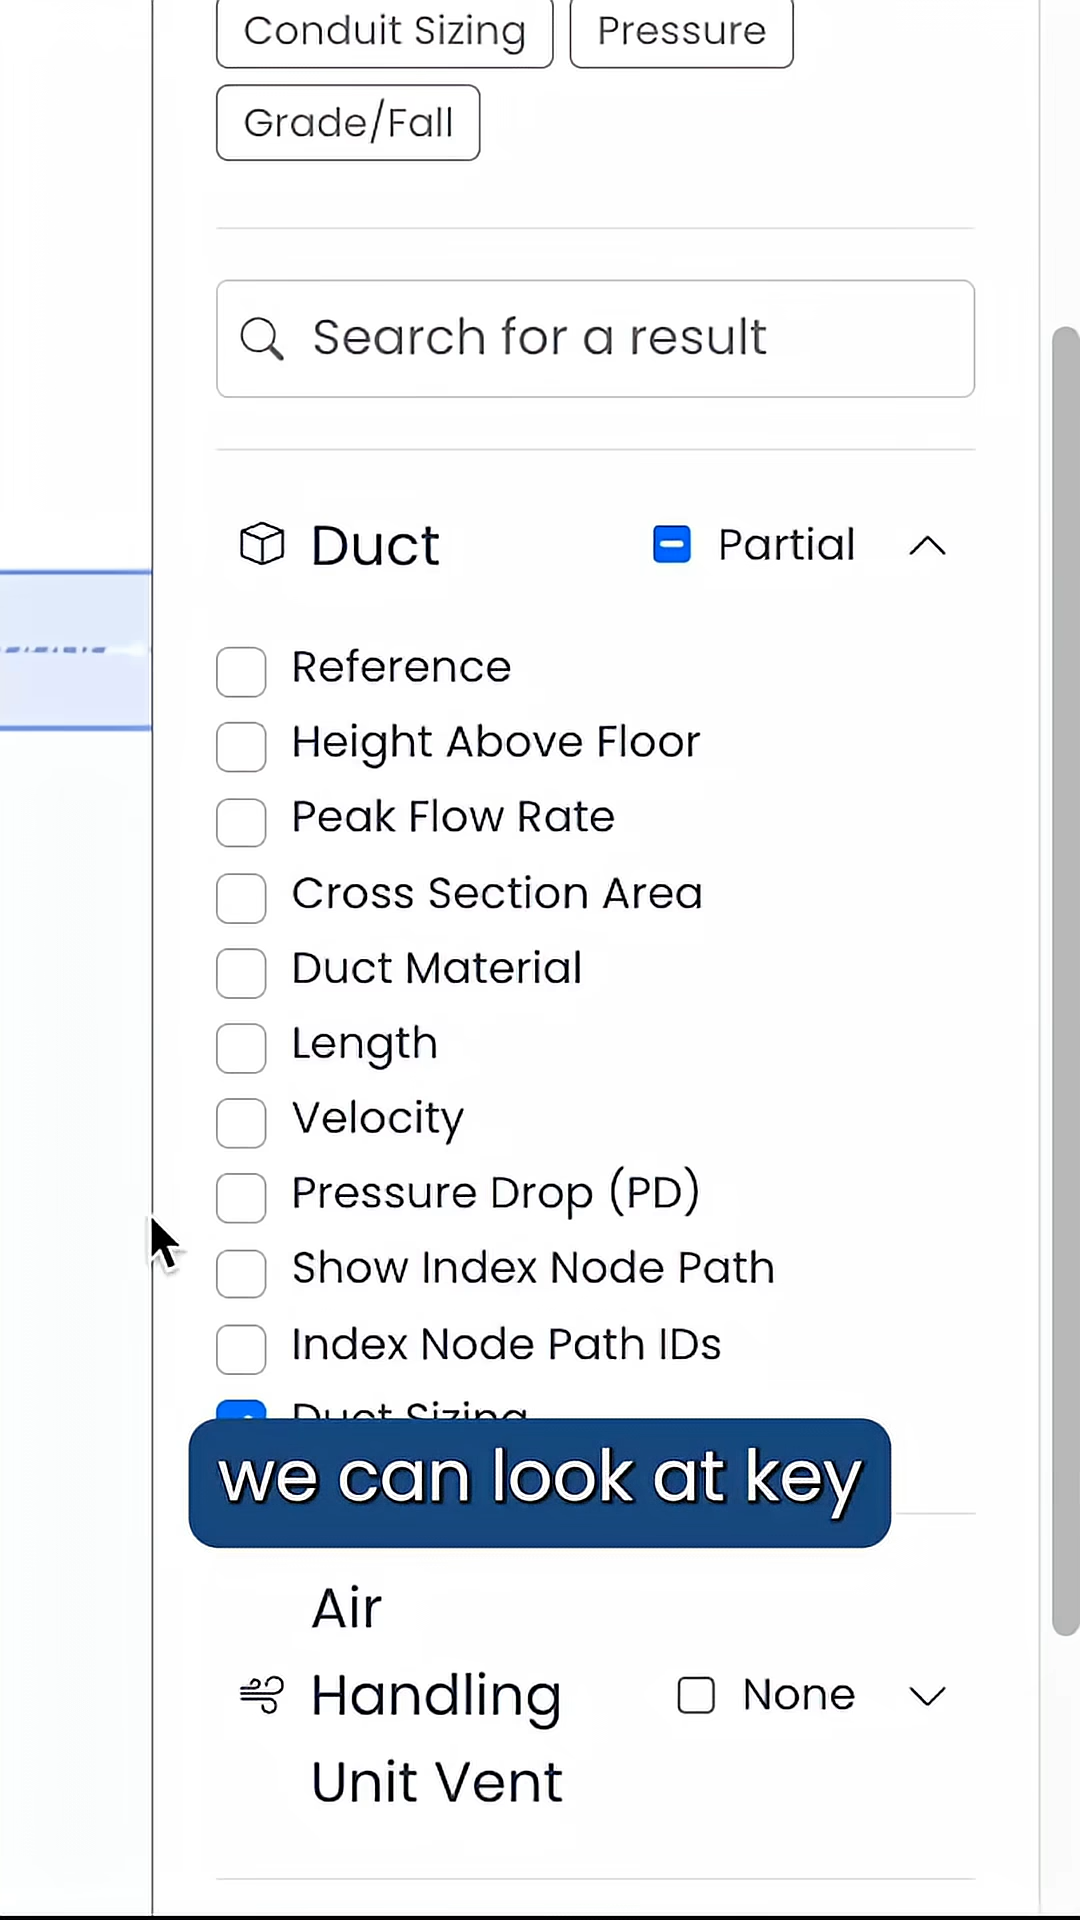 Conduit Sizing Pressure
Grade/Fall
Search for a result
Duct Partial
Reference
Height Above Floor
Peak Flow Rate
Cross Section Area
Duct Material
Length
Velocity
Pressure Drop (PD)
Show Index Node Path
Index Node Path IDs
Duct Sizing
we can look at key
Air
Handling None
Unit Vent